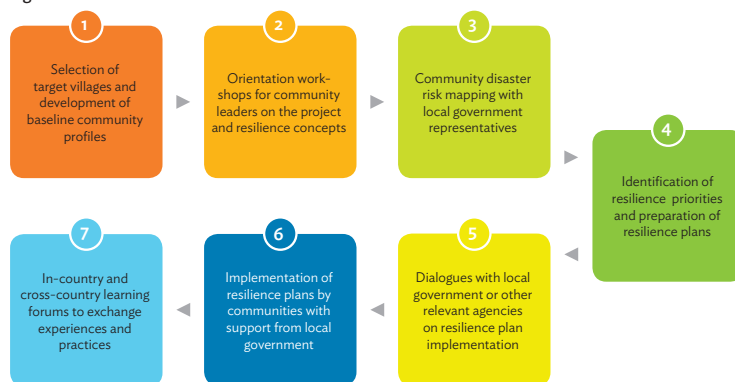 1
Selection of
target villages and
development of
baseline community
profiles
2
Orientation work-
shops for community
leaders on the project
and resilience concepts
3
Community disaster
risk mapping with
local government
representatives
4
Identification of
resilience priorities
and preparation of
resilience plans
5
Dialogues with local
government or other
relevant agencies
on resilience plan
implementation
6
Implementation of
resilience plans by
communities with
support from local
government
7
In-country and
cross-country learning
forums to exchange
experiences and
practices